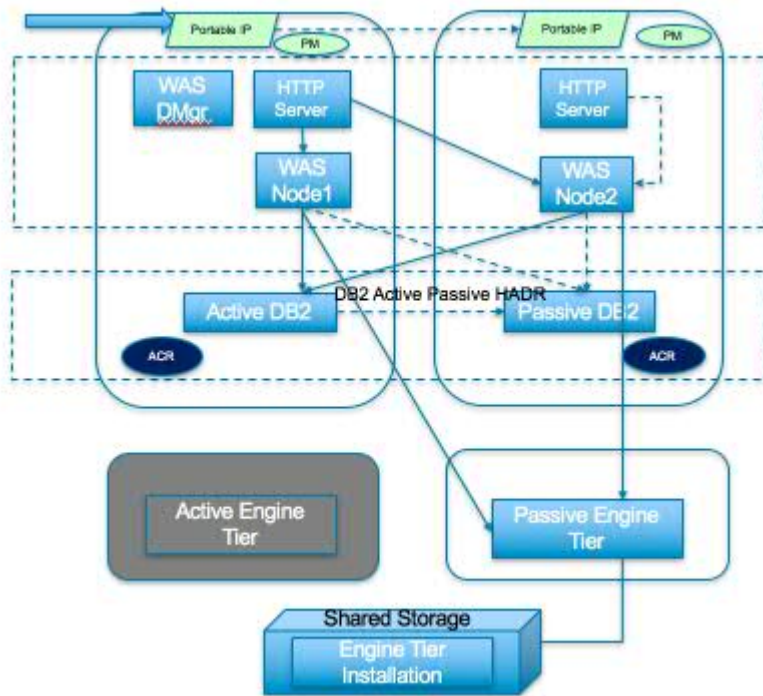 Portable IP
PM
Portable IP
PM
WAS
DMgr
HTTP
Server
HTTP
Server
WAS
Node1
WAS
Node2
DB2 Active Passive HADR
Active DB2
Passive DB2
ACR
ACR
Active Engine
Tier
Passive Engine
Tier
Shared Storage
Engine Tier
Installation